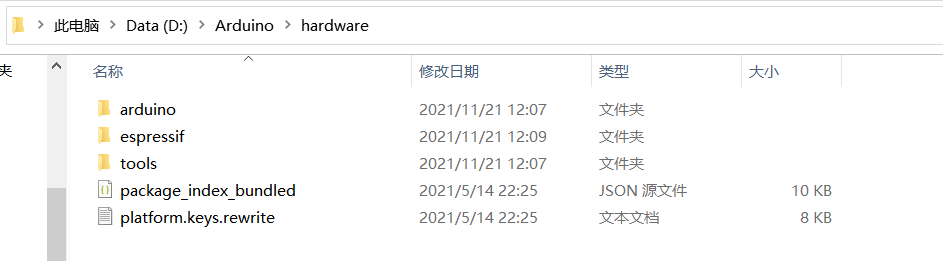 此电脑 > Data (D:) > Arduino > hardware
夹
名称 修改日期 类型 大小
arduino 2021/11/21 12:07 文件夹
espressif 2021/11/21 12:09 文件夹
tools 2021/11/21 12:07 文件夹
package_index_bundled 2021/5/14 22:25 JSON 源文件 10 KB
platform.keys.rewrite 2021/5/14 22:25 文本文档 8 KB